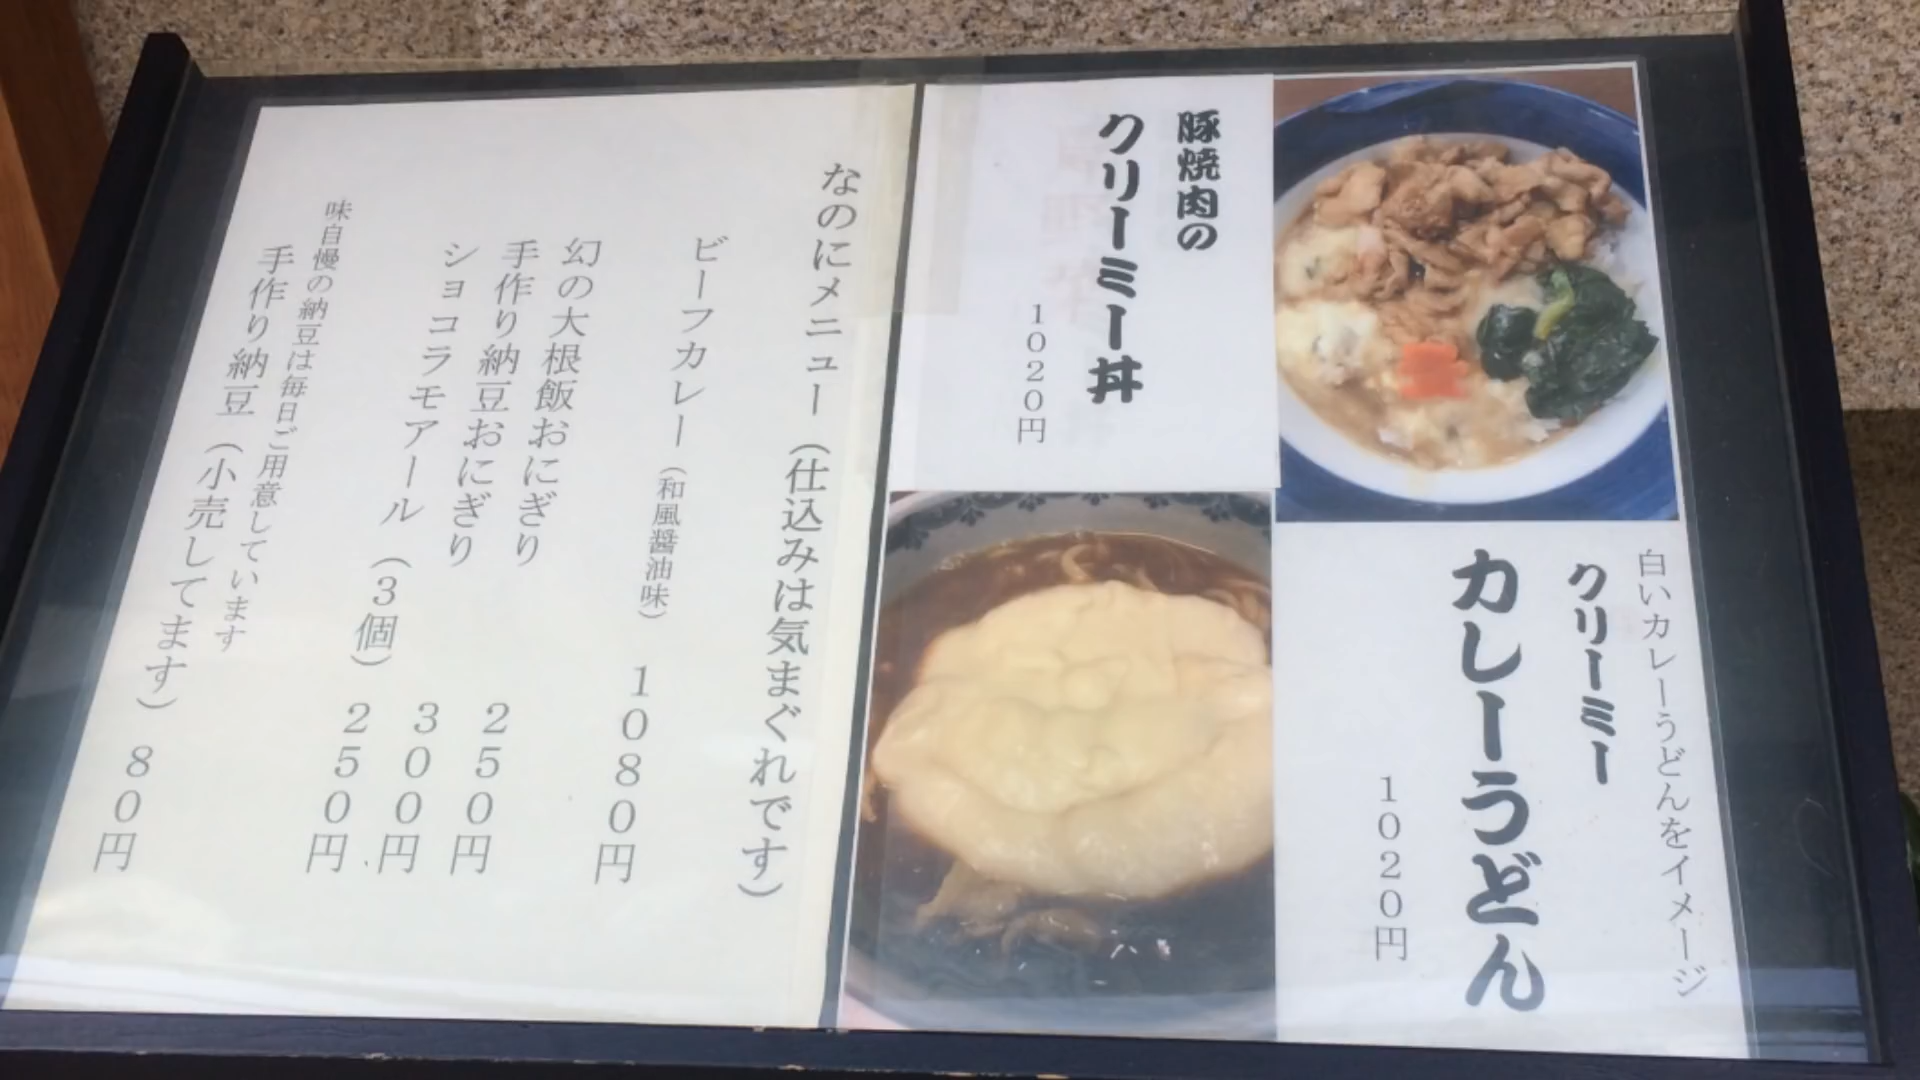 白いカレーうどんをイメージ
クリーミー
カレーうどん
1020円
豚焼肉の
クリーミー丼
1020円
なのにメニュー(仕込みは気まぐれです)
ビーフカレー(和風醤油味) 1080円
幻の大根飯おにぎり 250円
手作り納豆おにぎり 300円
ショコラモアール(3個) 250円
味自慢の納豆は毎日ご用意しています
手作り納豆(小売してます) 80円